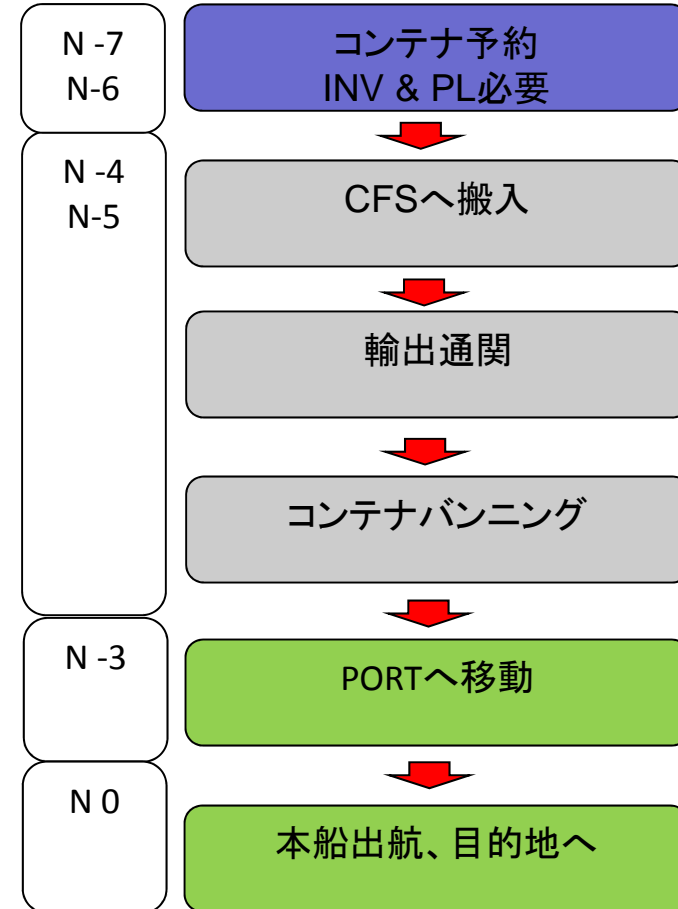 N -7
N-6
コンテナ予約
INV & PL必要
N -4
N-5
CFSへ搬入
輸出通関
コンテナバンニング
N -3
PORTへ移動
N 0
本船出航、目的地へ